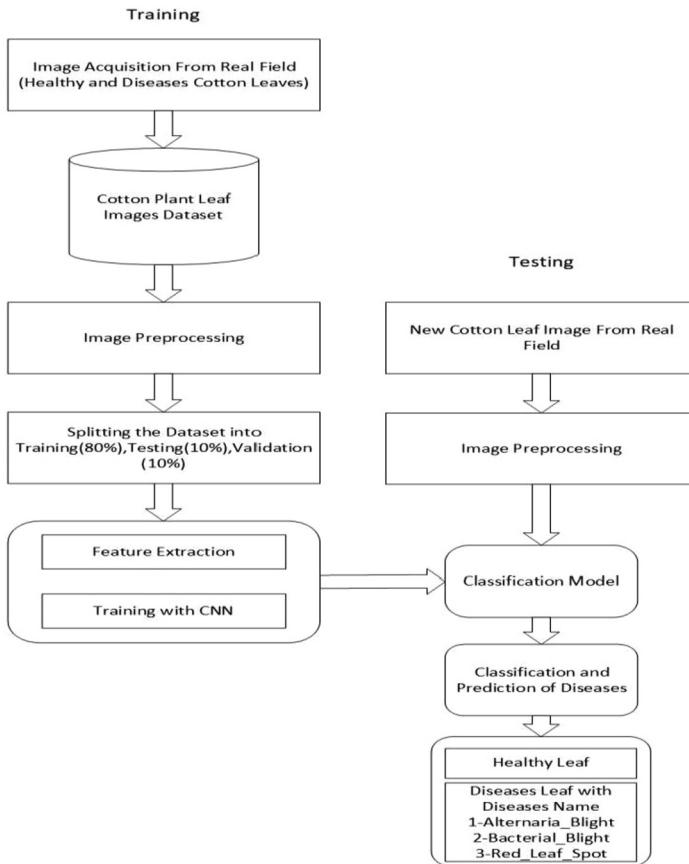 Training
Image Acquisition From Real Field
(Healthy and Diseases Cotton Leaves)
Cotton Plant Leaf
Images Dataset
Image Preprocessing
Splitting the Dataset into
Training(80%),Testing(10%),Validation
(10%)
Feature Extraction
Training with CNN
Testing
New Cotton Leaf Image From Real
Field
Image Preprocessing
Classification Model
Classification and
Prediction of Diseases
Healthy Leaf
Diseases Leaf with
Diseases Name
1-Alternaria_Blight
2-Bacterial_Blight
3-Red_Leaf_Spot